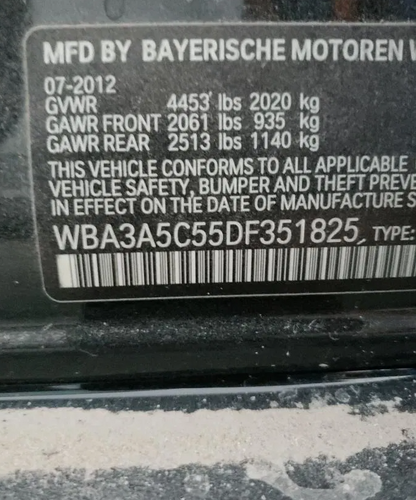 MFD BY BAYERISCHE MOTOREN W
07-2012
GVWR 4453 lbs 2020 kg
GAWR FRONT 2061 lbs 935 kg
GAWR REAR 2513 lbs 1140 kg
THIS VEHICLE CONFORMS TO ALL APPLICABLE
VEHICLE SAFETY, BUMPER AND THEFT PREVE
ON THE DATE OF MANUFACTURE S
WBA3A5C55DF351825 TYPE: